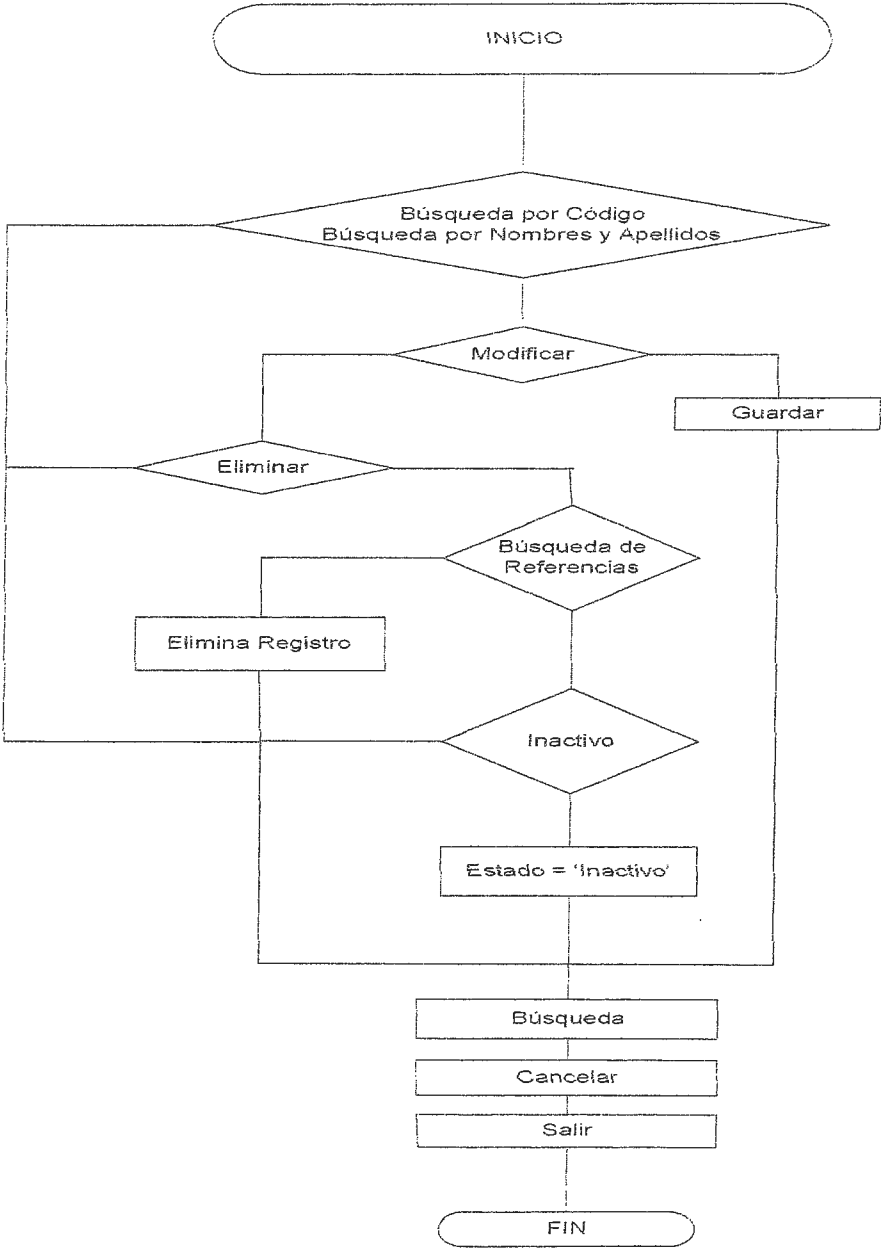 INICIO
Búsqueda por Código
Búsqueda por Nombres y Apellidos
Modificar
Guardar
Eliminar
Búsqueda de
Referencias
Elimina Registro
Inactivo
Estado = 'Inactivo'
Búsqueda
Cancelar
Salir
FIN